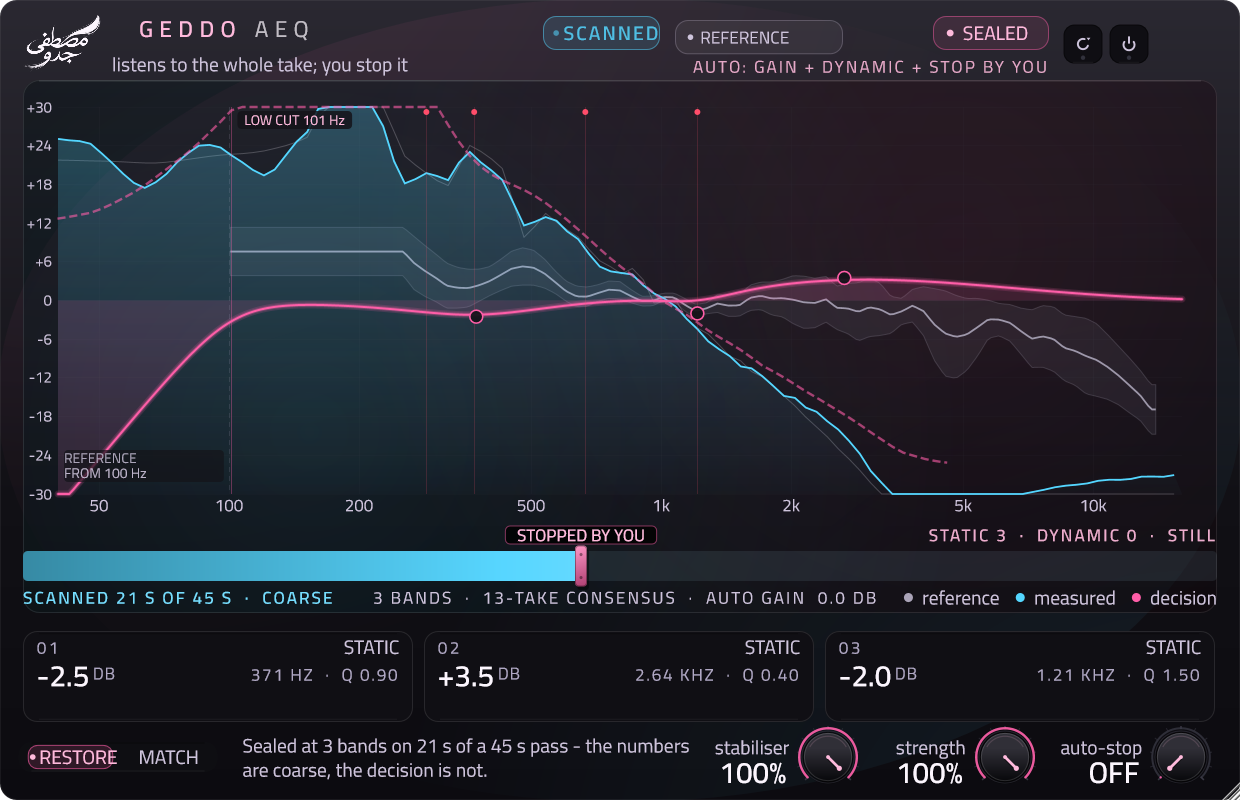 مصطفى جدو
GEDDO AEQ
listens to the whole take; you stop it
SCANNED
REFERENCE
SEALED
AUTO: GAIN + DYNAMIC + STOP BY YOU
+30
+24
+18
+12
+6
0
-6
-12
-18
-24
-30
LOW CUT 101 Hz
REFERENCE
FROM 100 Hz
50 100 200 500 1k 2k 5k 10k
STOPPED BY YOU
STATIC 3 · DYNAMIC 0 · STILL
SCANNED 21 S OF 45 S · COARSE
3 BANDS · 13-TAKE CONSENSUS · AUTO GAIN 0.0 DB
reference measured decision
01 STATIC
-2.5 DB 371 HZ · Q 0.90
02 STATIC
+3.5 DB 2.64 KHZ · Q 0.40
03 STATIC
-2.0 DB 1.21 KHZ · Q 1.50
RESTORE MATCH
Sealed at 3 bands on 21 s of a 45 s pass - the numbers
are coarse, the decision is not.
stabiliser
100%
strength
100%
auto-stop
OFF